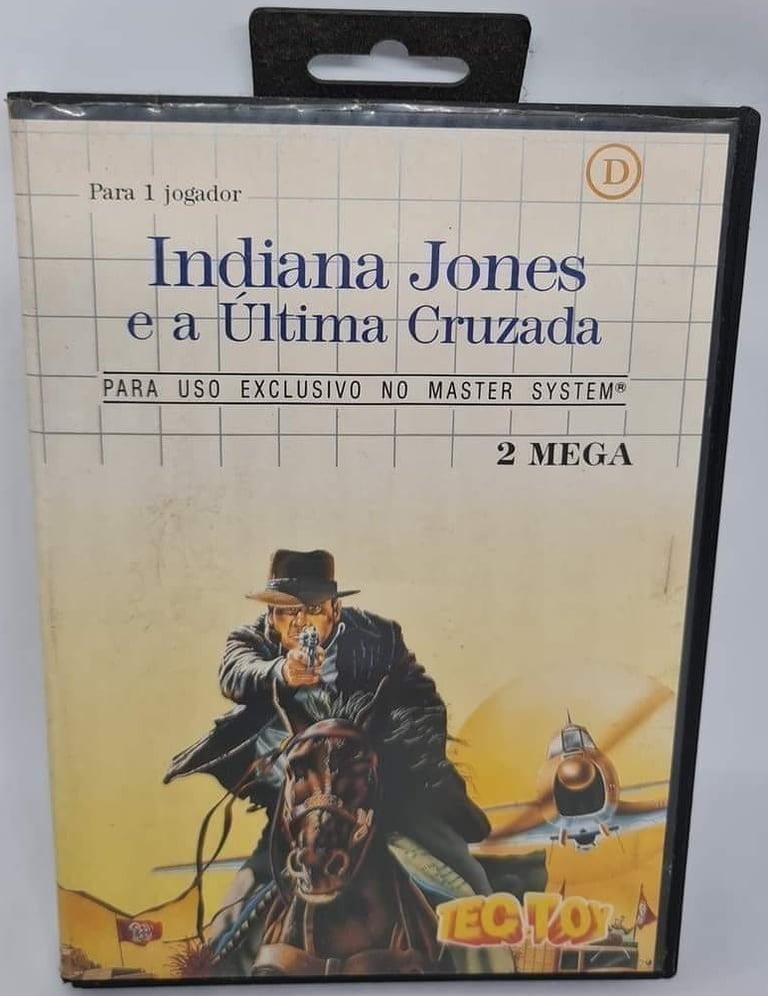 D
Para 1 jogador
Indiana Jones
e a Última Cruzada
PARA USO EXCLUSIVO NO MASTER SYSTEM®
2 MEGA
TEC TOY